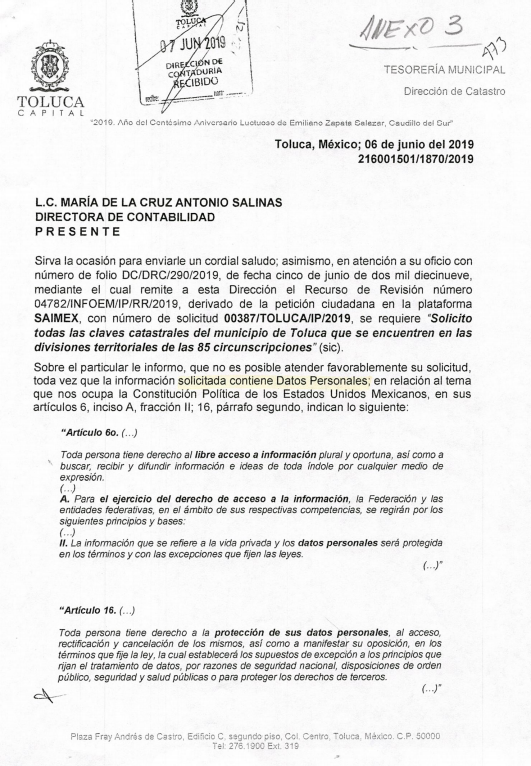 ANEXO 3
473
TOLUCA
07 JUN 2019
DIRECCIÓN DE
CONTADURIA
RECIBIDO
TOLUCA
CAPITAL
TESORERÍA MUNICIPAL
Dirección de Catastro
"2019. Año del Centésimo Aniversario Luctuoso de Emiliano Zapata Salazar, Caudillo del Sur"
Toluca, México; 06 de junio del 2019
216001501/1870/2019
L.C. MARÍA DE LA CRUZ ANTONIO SALINAS
DIRECTORA DE CONTABILIDAD
P R E S E N T E
Sirva la ocasión para enviarle un cordial saludo; asimismo, en atención a su oficio con
número de folio DC/DRC/290/2019, de fecha cinco de junio de dos mil diecinueve,
mediante el cual remite a esta Dirección el Recurso de Revisión número
04782/INFOEM/IP/RR/2019, derivado de la petición ciudadana en la plataforma
SAIMEX, con número de solicitud 00387/TOLUCA/IP/2019, se requiere "Solicito
todas las claves catastrales del municipio de Toluca que se encuentren en las
divisiones territoriales de las 85 circunscripciones" (sic).
Sobre el particular le informo, que no es posible atender favorablemente su solicitud,
toda vez que la información solicitada contiene Datos Personales; en relación al tema
que nos ocupa la Constitución Política de los Estados Unidos Mexicanos, en sus
artículos 6, inciso A, fracción II; 16, párrafo segundo, indican lo siguiente:
"Artículo 6o. (...)
Toda persona tiene derecho al libre acceso a información plural y oportuna, así como a
buscar, recibir y difundir información e ideas de toda índole por cualquier medio de
expresión.
(...)
A. Para el ejercicio del derecho de acceso a la información, la Federación y las
entidades federativas, en el ámbito de sus respectivas competencias, se regirán por los
siguientes principios y bases:
(...)
II. La información que se refiere a la vida privada y los datos personales será protegida
en los términos y con las excepciones que fijen las leyes.
(...)"
"Artículo 16. (...)
Toda persona tiene derecho a la protección de sus datos personales, al acceso,
rectificación y cancelación de los mismos, así como a manifestar su oposición, en los
términos que fije la ley, la cual establecerá los supuestos de excepción a los principios que
rijan el tratamiento de datos, por razones de seguridad nacional, disposiciones de orden
público, seguridad y salud públicas o para proteger los derechos de terceros.
(...)"
Plaza Fray Andrés de Castro, Edificio C, segundo piso, Col. Centro, Toluca, México. C.P. 50000
Tel: 276.1900 Ext. 319